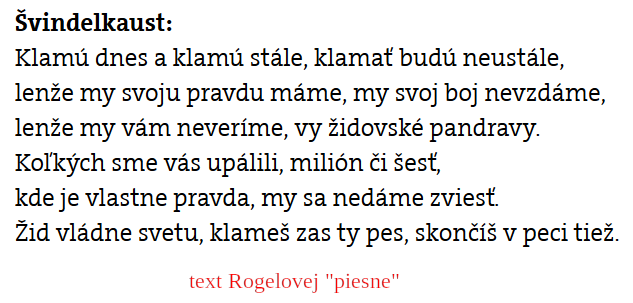 Švindelkaust:
Klamú dnes a klamú stále, klamať budú neustále,
lenže my svoju pravdu máme, my svoj boj nevzdáme,
lenže my vám neveríme, vy židovské pandravy.
Koľkých sme vás upálili, milión či šesť,
kde je vlastne pravda, my sa nedáme zviesť.
Žid vládne svetu, klameš zas ty pes, skončíš v peci tiež.
text Rogelovej "piesne"